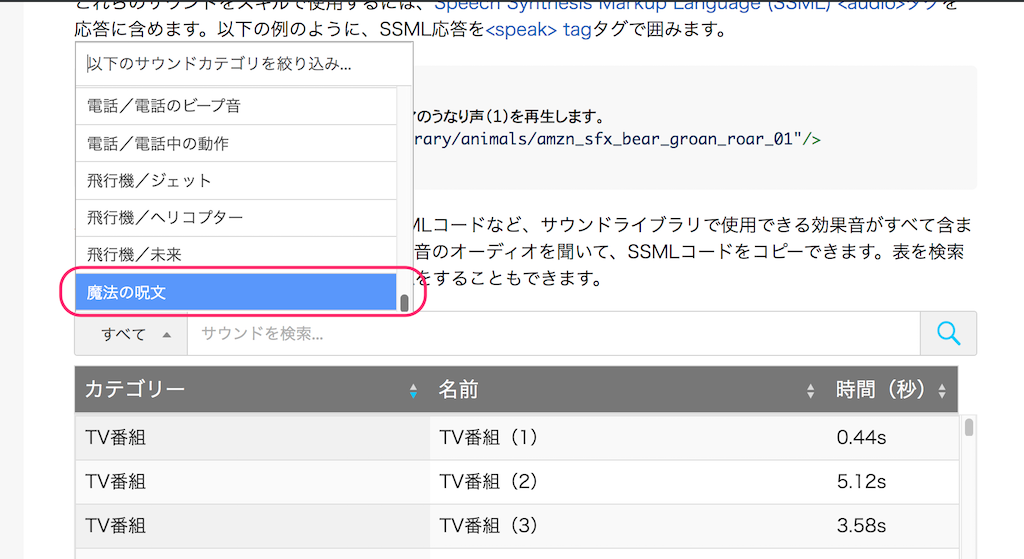 これらのサウンドをスキルで使用するには、Speech Synthesis Markup Language (SSML) <audio>タグを
応答に含めます。以下の例のように、SSML応答を<speak> tagタグで囲みます。
以下のサウンドカテゴリを絞り込み...
電話／電話のビープ音
のうなり声（1）を再生します。
電話／電話中の動作
rary/animals/amzn_sfx_bear_groan_roar_01"/>
飛行機／ジェット
飛行機／ヘリコプター
MLコードなど、サウンドライブラリで使用できる効果音がすべて含ま
飛行機／未来
音のオーディオを聞いて、SSMLコードをコピーできます。表を検索
魔法の呪文
をすることもできます。
すべて
サウンドを検索...
カテゴリー 名前 時間（秒）
TV番組 TV番組（1） 0.44s
TV番組 TV番組（2） 5.12s
TV番組 TV番組（3） 3.58s